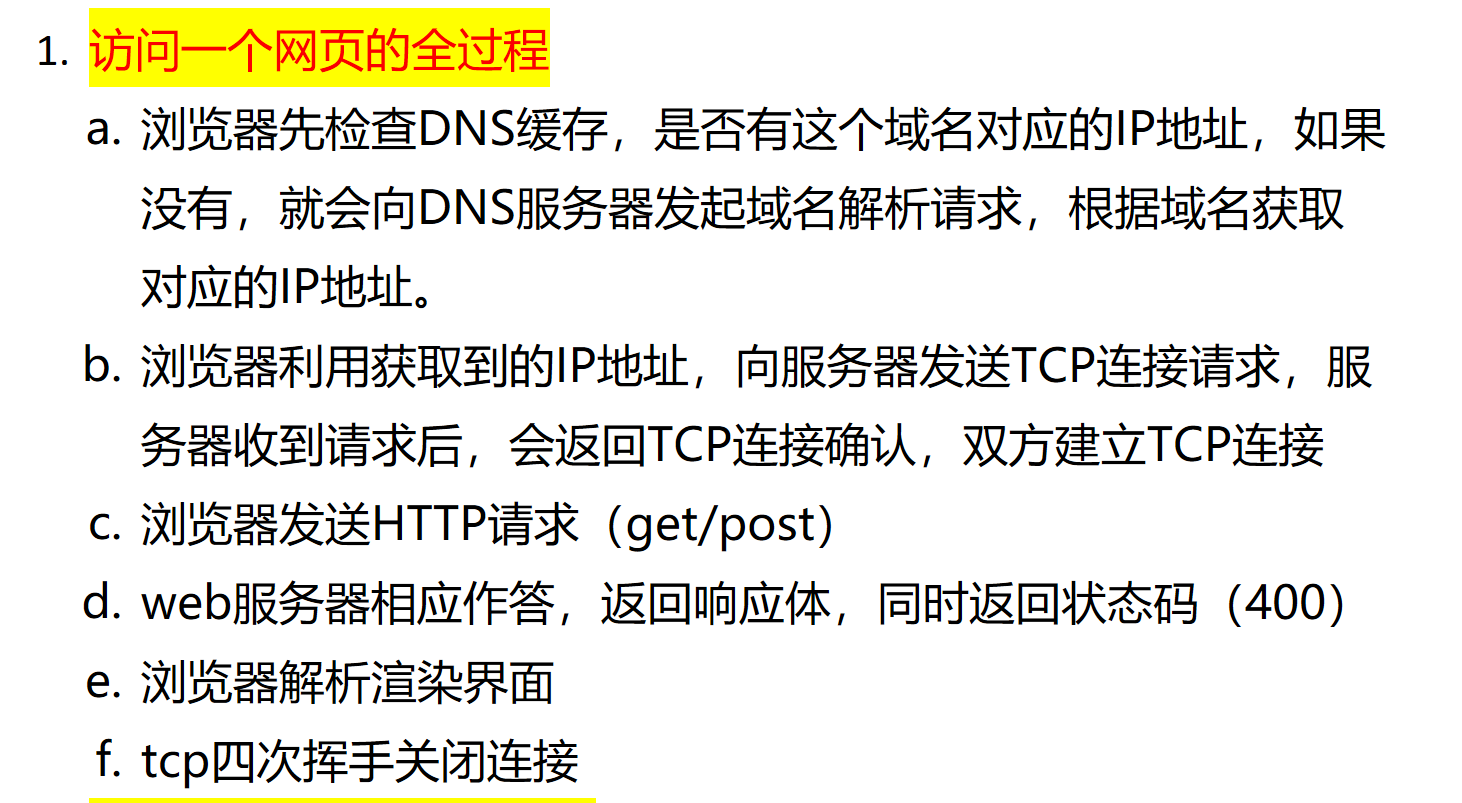 1. 访问一个网页的全过程
a. 浏览器先检查DNS缓存，是否有这个域名对应的IP地址，如果
没有，就会向DNS服务器发起域名解析请求，根据域名获取
对应的IP地址。
b. 浏览器利用获取到的IP地址，向服务器发送TCP连接请求，服
务器收到请求后，会返回TCP连接确认，双方建立TCP连接
c. 浏览器发送HTTP请求（get/post）
d. web服务器相应作答，返回响应体，同时返回状态码（400）
e. 浏览器解析渲染界面
f. tcp四次挥手关闭连接